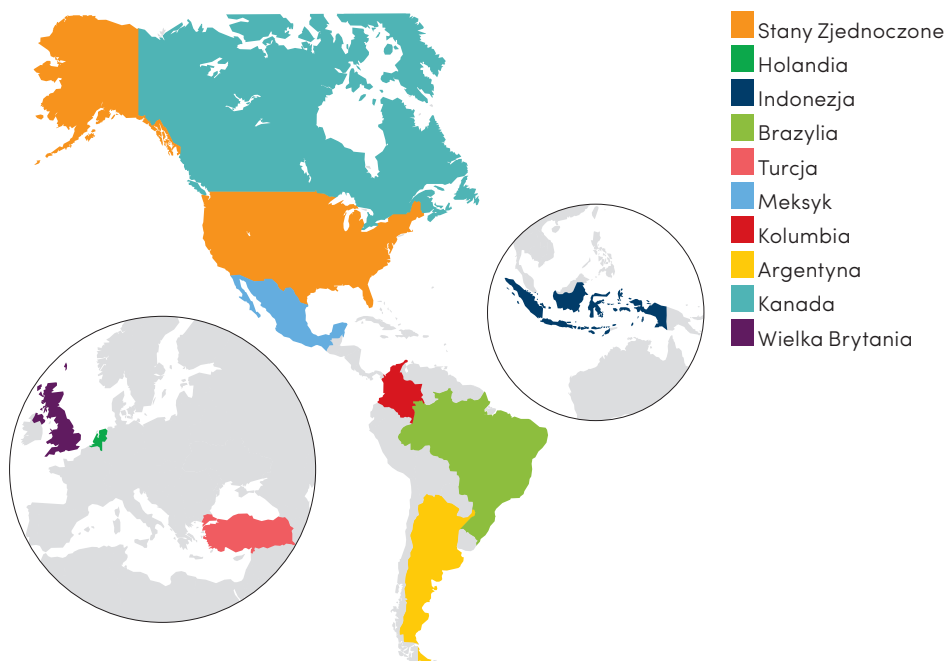 Stany Zjednoczone
Holandia
Indonezja
Brazylia
Turcja
Meksyk
Kolumbia
Argentyna
Kanada
Wielka Brytania